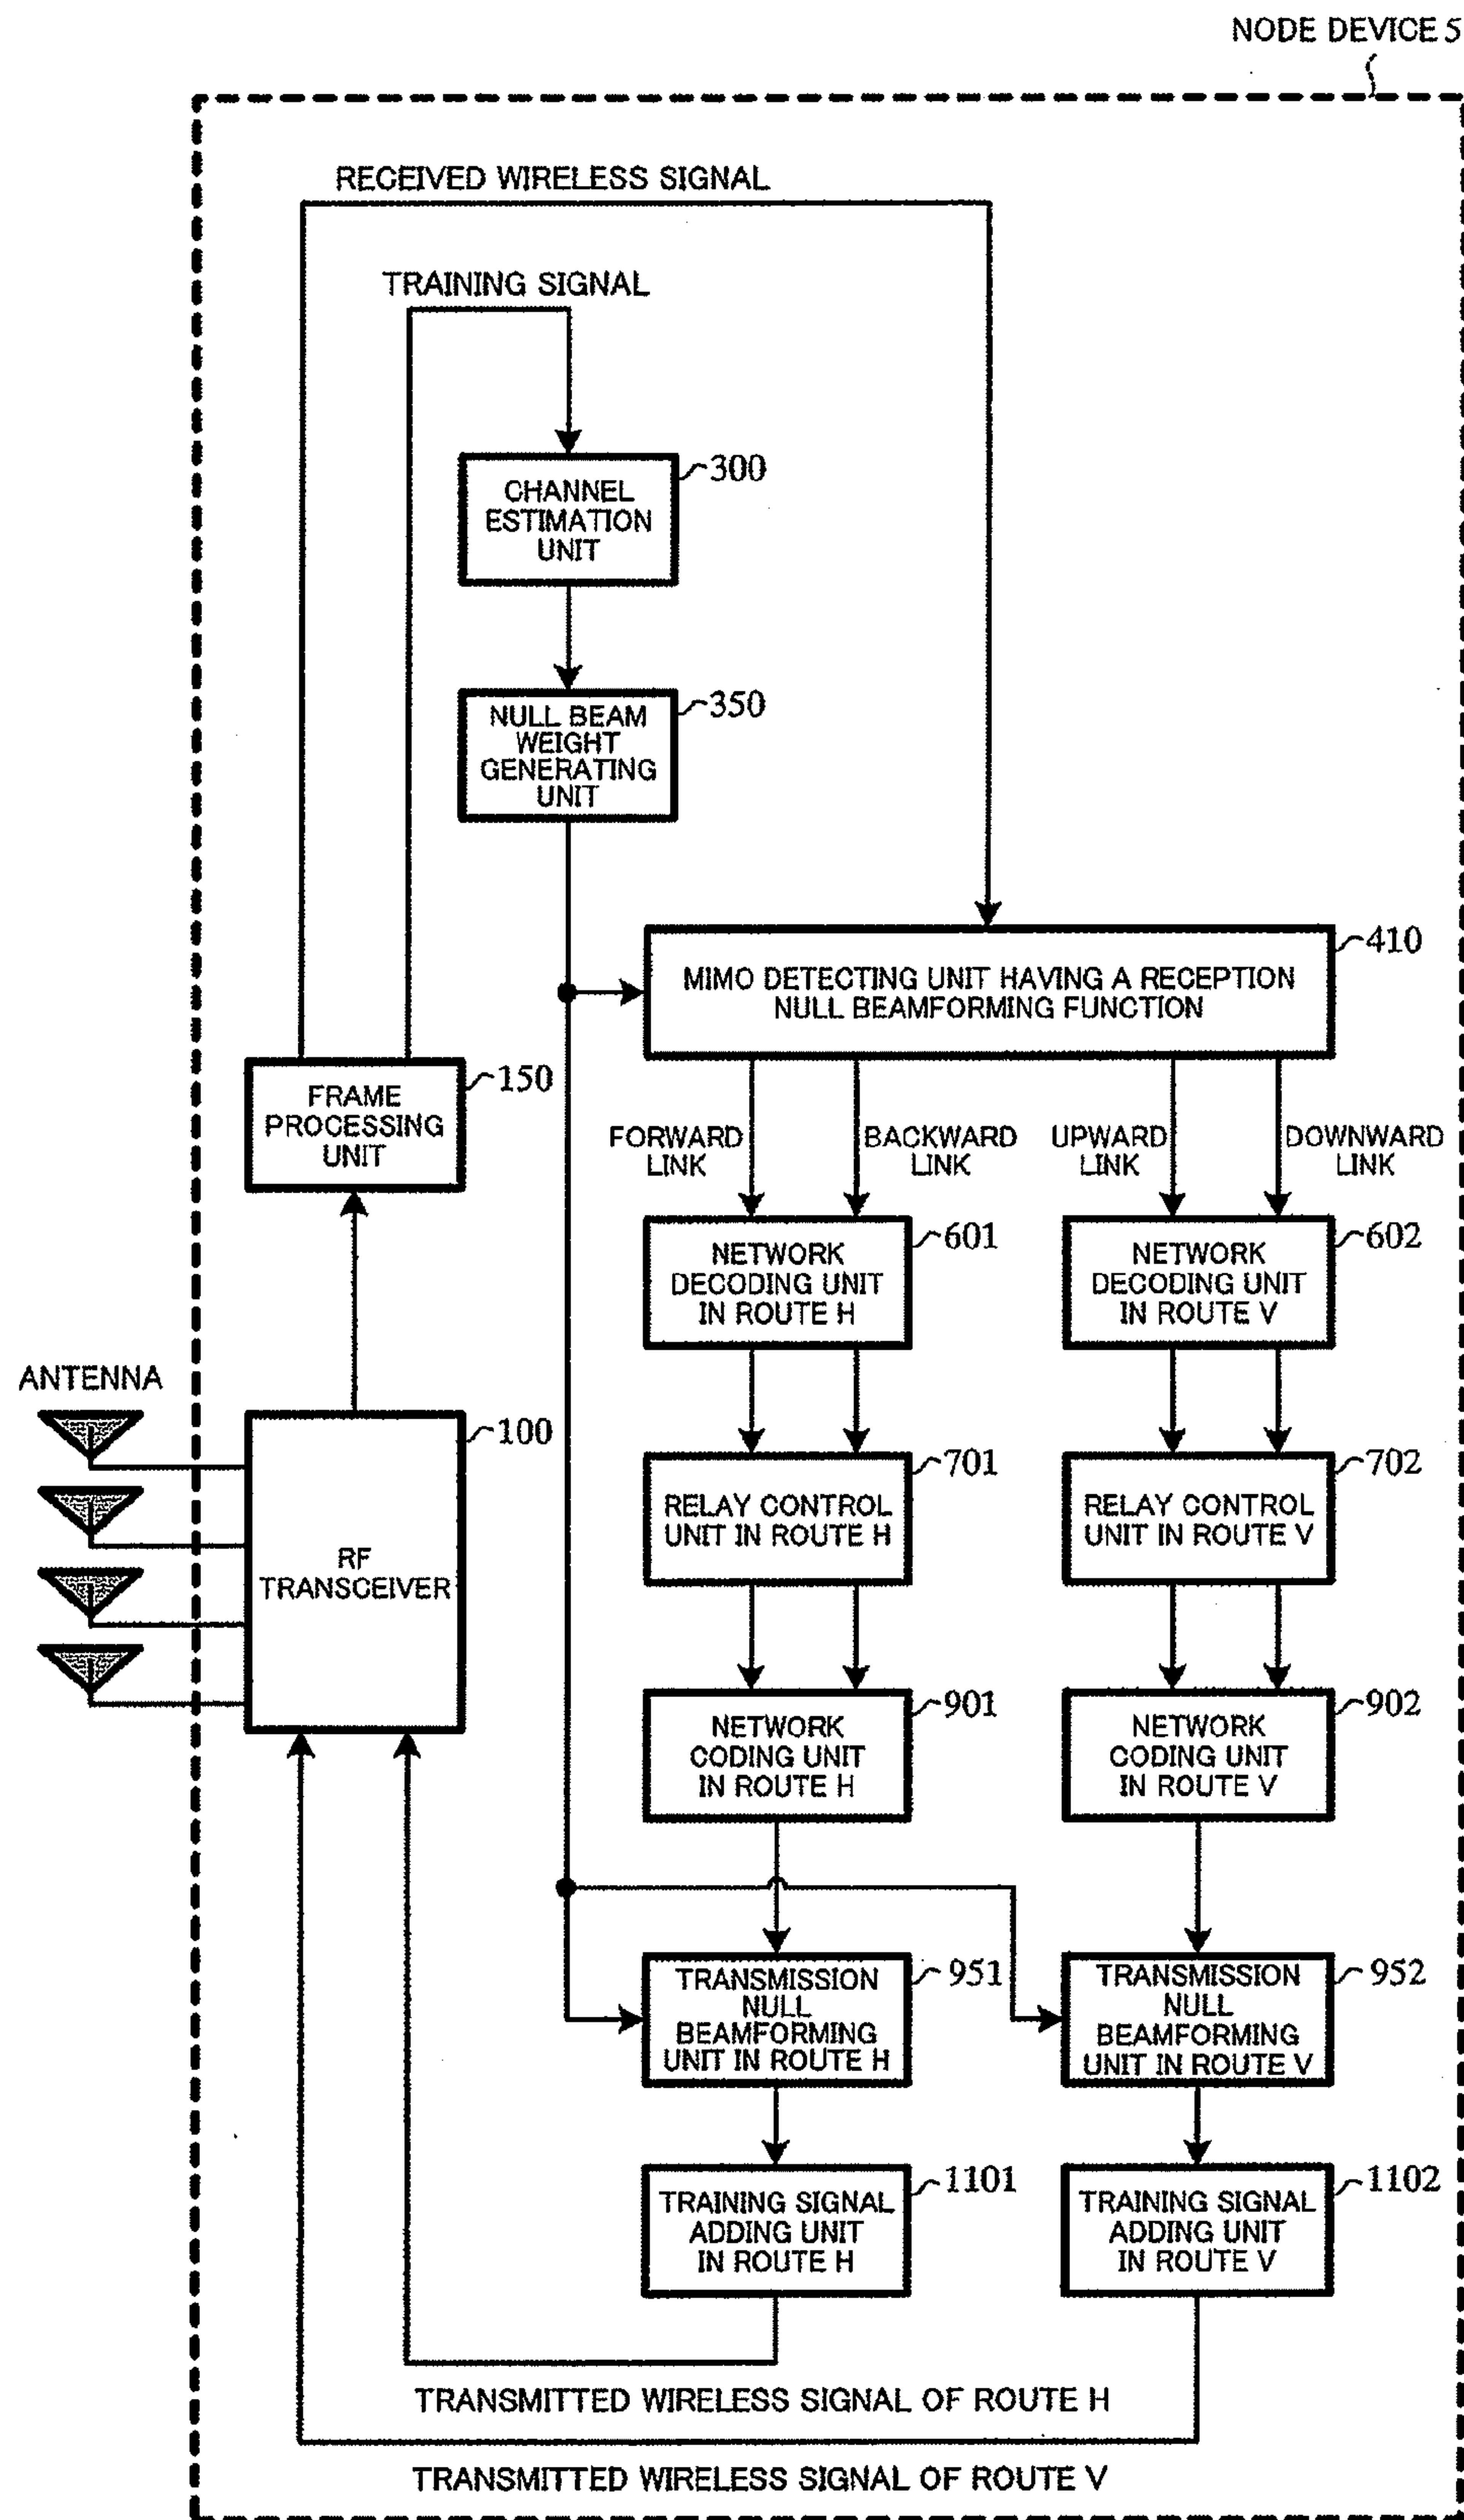 NODE DEVICE 5
RECEIVED WIRELESS SIGNAL
TRAINING SIGNAL
300
CHANNEL
ESTIMATION
UNIT
350
NULL BEAM
WEIGHT
GENERATING
UNIT
410
MIMO DETECTING UNIT HAVING A RECEPTION
NULL BEAMFORMING FUNCTION
150
FRAME
PROCESSING
UNIT
FORWARD
LINK
BACKWARD
LINK
UPWARD
LINK
DOWNWARD
LINK
601
NETWORK
DECODING UNIT
IN ROUTE H
602
NETWORK
DECODING UNIT
IN ROUTE V
ANTENNA
100
RF
TRANSCEIVER
701
RELAY CONTROL
UNIT IN ROUTE H
702
RELAY CONTROL
UNIT IN ROUTE V
901
NETWORK
CODING UNIT
IN ROUTE H
902
NETWORK
CODING UNIT
IN ROUTE V
951
TRANSMISSION
NULL
BEAMFORMING
UNIT IN ROUTE H
952
TRANSMISSION
NULL
BEAMFORMING
UNIT IN ROUTE V
1101
TRAINING SIGNAL
ADDING UNIT
IN ROUTE H
1102
TRAINING SIGNAL
ADDING UNIT
IN ROUTE V
TRANSMITTED WIRELESS SIGNAL OF ROUTE H
TRANSMITTED WIRELESS SIGNAL OF ROUTE V